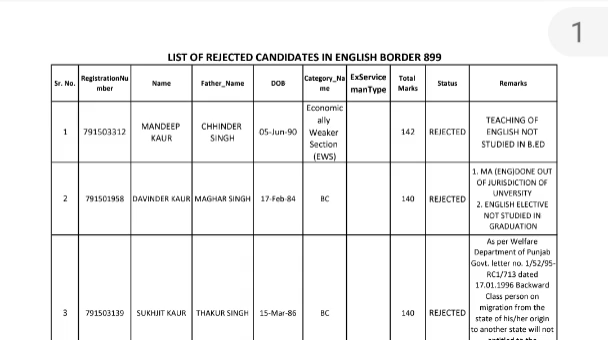 1
LIST OF REJECTED CANDIDATES IN ENGLISH BORDER 899
Sr. No. RegistrationNu mber Name Father_Name DOB Category_Na me ExService manType Total Marks Status Remarks
1 791503312 MANDEEP KAUR CHHINDER SINGH 05-Jun-90 Economic ally Weaker Section (EWS) 142 REJECTED TEACHING OF ENGLISH NOT STUDIED IN B.ED
2 791501958 DAVINDER KAUR MAGHAR SINGH 17-Feb-84 BC 140 REJECTED 1. MA (ENG)DONE OUT OF JURISDICTION OF UNVERSITY 2. ENGLISH ELECTIVE NOT STUDIED IN GRADUATION
3 791503139 SUKHJIT KAUR THAKUR SINGH 15-Mar-86 BC 140 REJECTED As per Welfare Department of Punjab Govt. letter no. 1/52/95-RC1/713 dated 17.01.1996 Backward Class person on migration from the state of his/her origin to another state will not